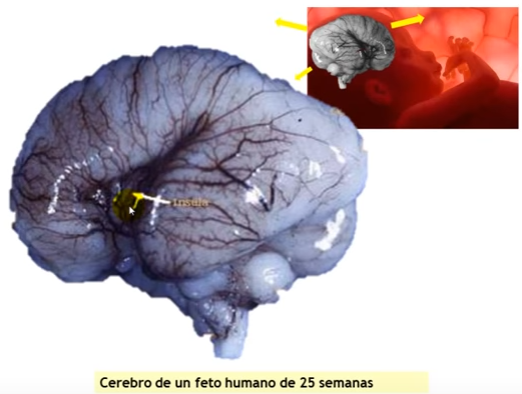 Insula
Cerebro de un feto humano de 25 semanas